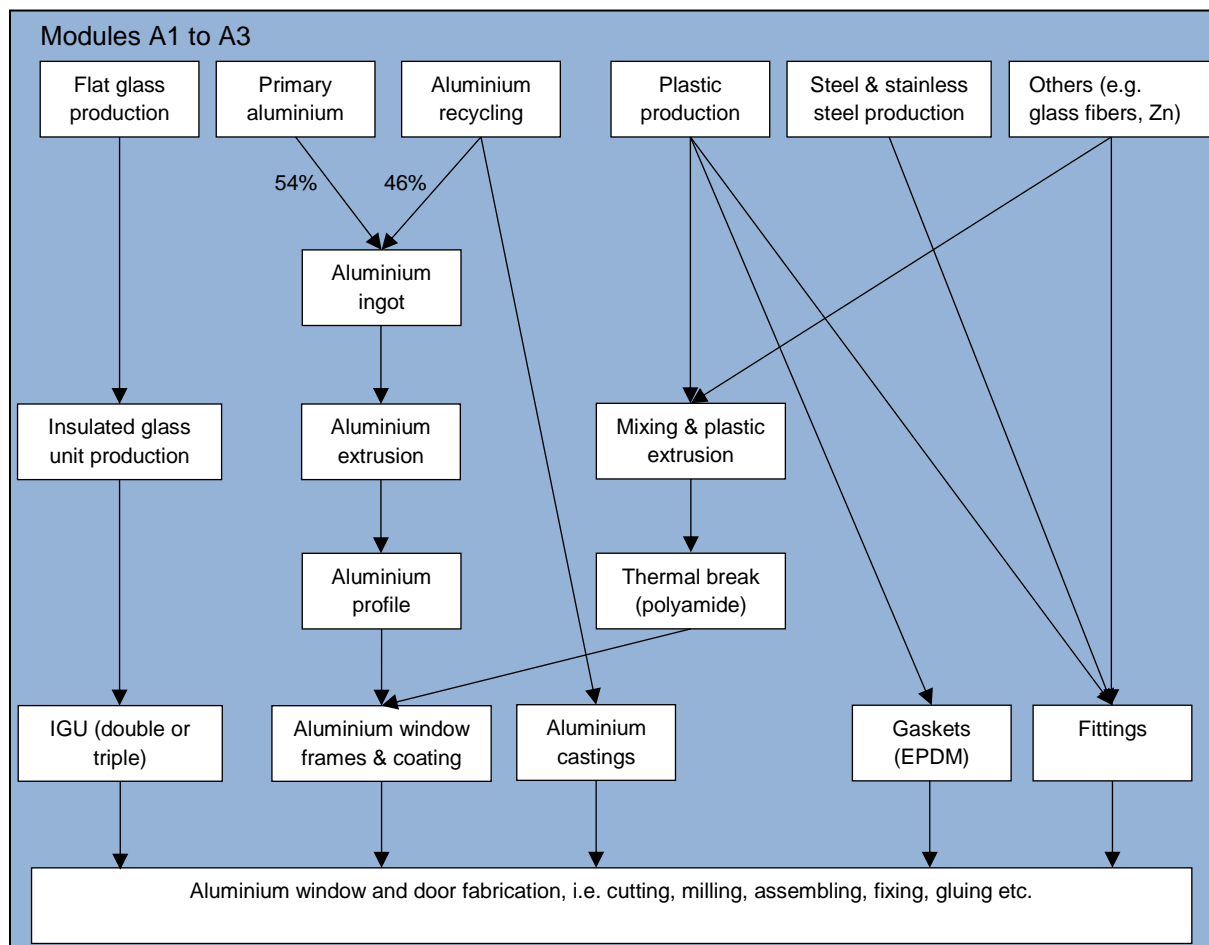 Modules A1 to A3
Flat glass
production
Primary
aluminium
Aluminium
recycling
Plastic
production
Steel & stainless
steel production
Others (e.g.
glass fibers, Zn)
54%
46%
Aluminium
ingot
Insulated glass
unit production
Aluminium
extrusion
Mixing & plastic
extrusion
Aluminium
profile
Thermal break
(polyamide)
IGU (double or
triple)
Aluminium window
frames & coating
Aluminium
castings
Gaskets
(EPDM)
Fittings
Aluminium window and door fabrication, i.e. cutting, milling, assembling, fixing, gluing etc.